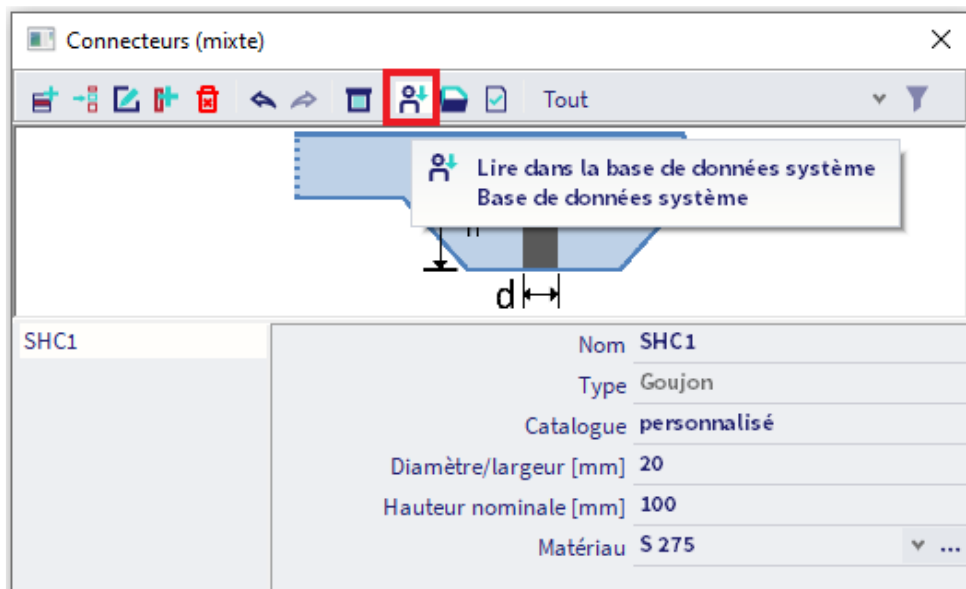 Connecteurs (mixte)
Tout
Lire dans la base de données système
Base de données système
d
SHC1
Nom SHC1
Type Goujon
Catalogue personnalisé
Diamètre/largeur [mm] 20
Hauteur nominale [mm] 100
Matériau S 275 ...